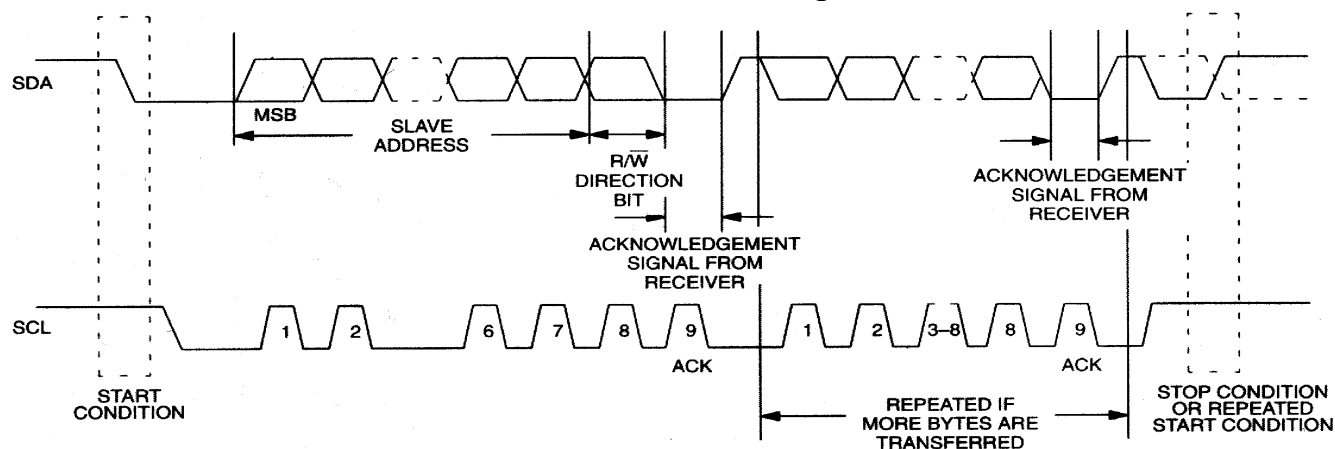 SDA
MSB
SLAVE
ADDRESS
R/W̅
DIRECTION
BIT
ACKNOWLEDGEMENT
SIGNAL FROM
RECEIVER
ACKNOWLEDGEMENT
SIGNAL FROM
RECEIVER
SCL
1 2 6 7 8 9 1 2 3–8 8 9
ACK ACK
START
CONDITION
REPEATED IF
MORE BYTES ARE
TRANSFERRED
STOP CONDITION
OR REPEATED
START CONDITION